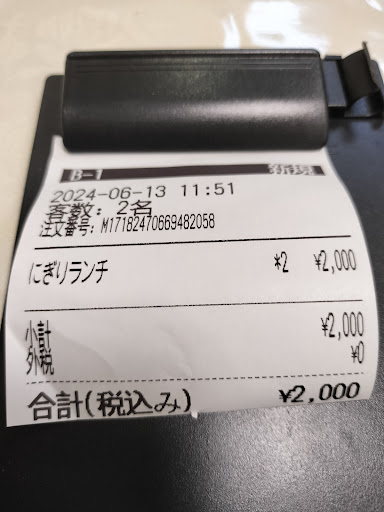 B-1 新規
2024-06-13 11:51
客数: 2名
注文番号: M17182470669482058
にぎりランチ *2 ¥2,000
小計 ¥2,000
外税 ¥0
合計(税込み) ¥2,000